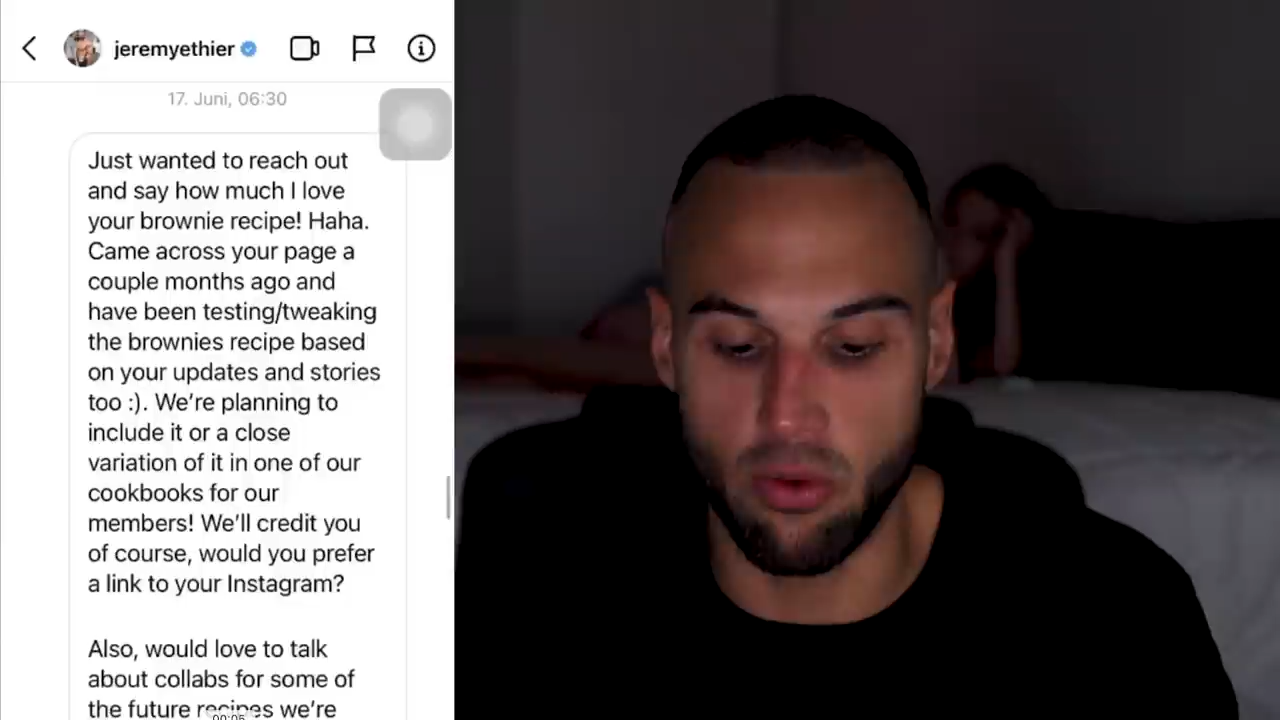 jeremyethier
17. Juni, 06:30
Just wanted to reach out
and say how much I love
your brownie recipe! Haha.
Came across your page a
couple months ago and
have been testing/tweaking
the brownies recipe based
on your updates and stories
too :). We’re planning to
include it or a close
variation of it in one of our
cookbooks for our
members! We’ll credit you
of course, would you prefer
a link to your Instagram?
Also, would love to talk
about collabs for some of
the future recipes we’re
00:05